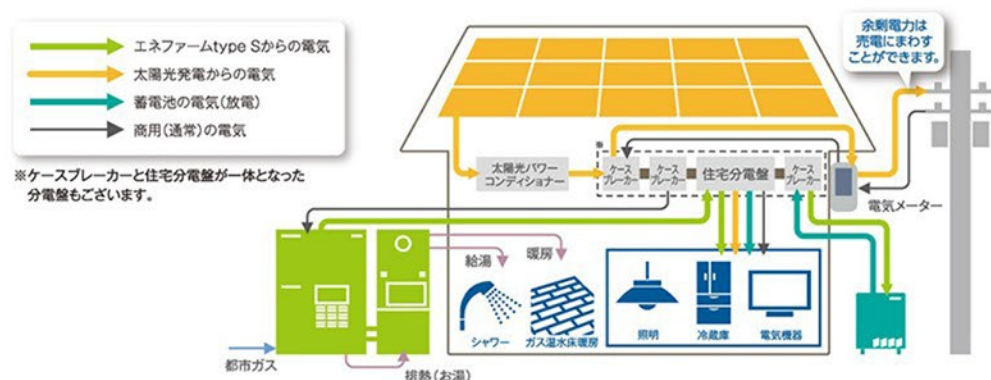 エネファームtype Sからの電気
太陽光発電からの電気
蓄電池の電気(放電)
商用(通常)の電気
※ケースブレーカーと住宅分電盤が一体となった
分電盤もございます。
余剰電力は
売電にまわす
ことができます。
※
太陽光パワー
コンディショナー
ケース
ブレーカー
ケース
ブレーカー
住宅分電盤
ケース
ブレーカー
電気メーター
給湯
暖房
シャワー
ガス温水床暖房
照明
冷蔵庫
電気機器
都市ガス
排熱(お湯)